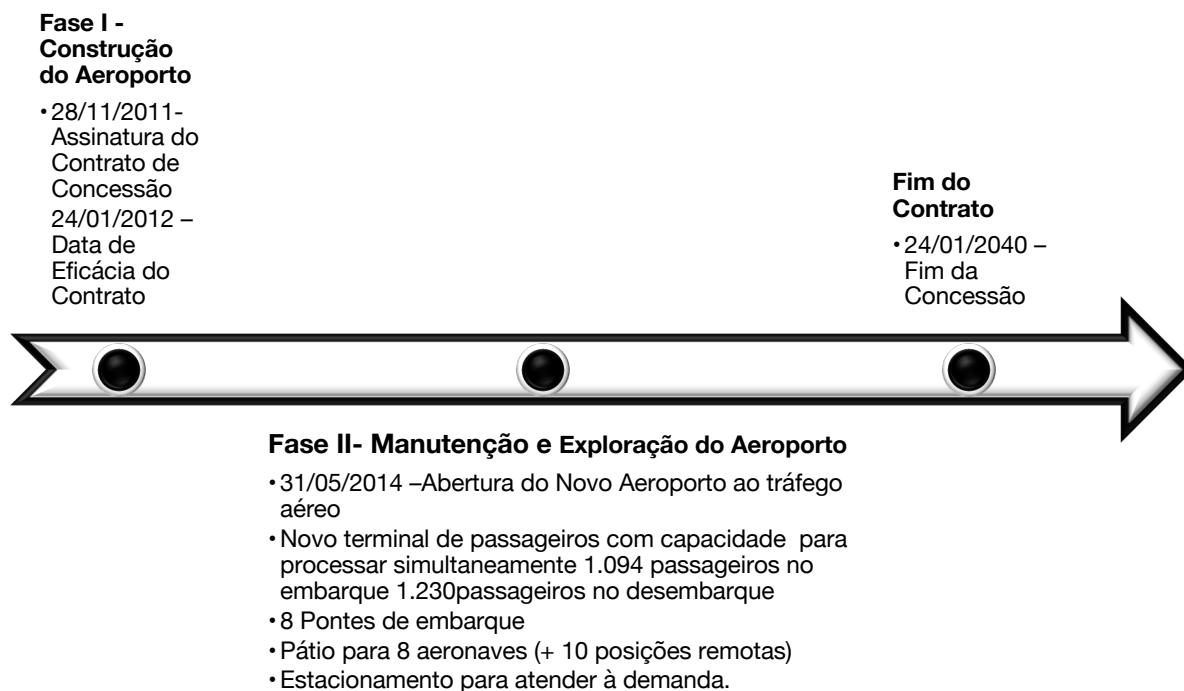 Fase I -
Construção
do Aeroporto
•28/11/2011-
Assinatura do
Contrato de
Concessão
24/01/2012 –
Data de
Eficácia do
Contrato
Fim do
Contrato
•24/01/2040 –
Fim da
Concessão
Fase II- Manutenção e Exploração do Aeroporto
•31/05/2014 –Abertura do Novo Aeroporto ao tráfego
aéreo
•Novo terminal de passageiros com capacidade para
processar simultaneamente 1.094 passageiros no
embarque 1.230passageiros no desembarque
•8 Pontes de embarque
•Pátio para 8 aeronaves (+ 10 posições remotas)
•Estacionamento para atender à demanda.